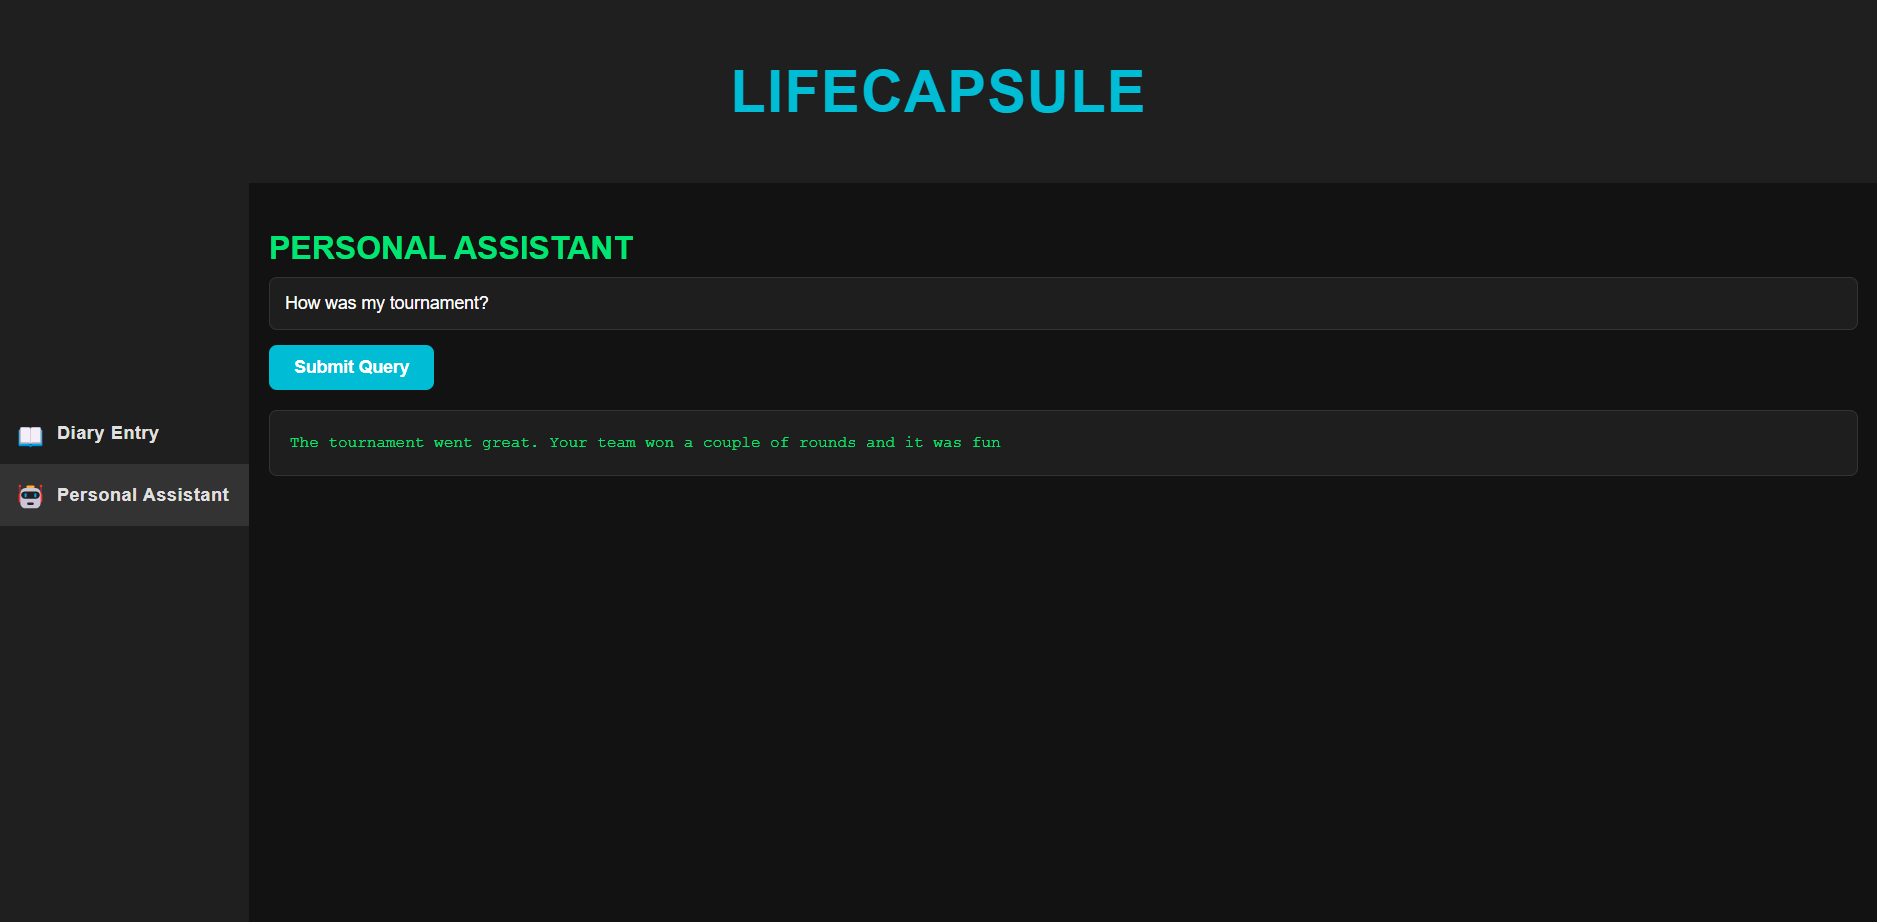 LIFECAPSULE
Diary Entry
Personal Assistant
PERSONAL ASSISTANT
How was my tournament?
Submit Query
The tournament went great. Your team won a couple of rounds and it was fun